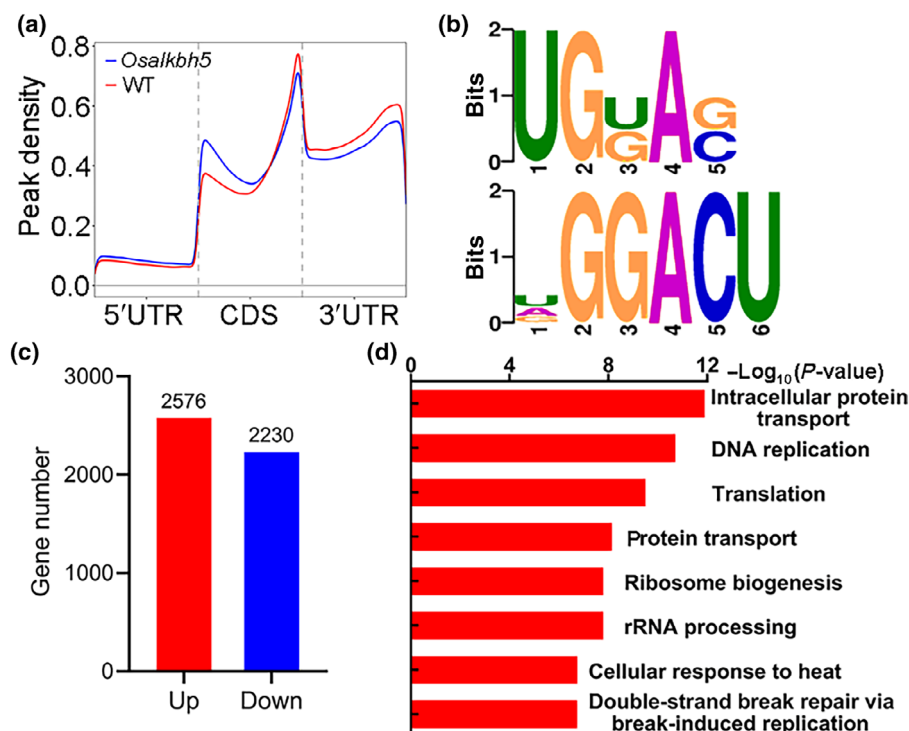 (a)
0.8
0.6
0.4
0.2
0.0
Peak density
Osalkbh5
WT
5′UTR CDS 3′UTR
(b)
2
1
0
Bits
U G U A G
G C
1 2 3 4 5
2
1
0
Bits
U G G A C U
A
G
1 2 3 4 5 6
(c)
3000
2000
1000
0
Gene number
2576
2230
Up Down
(d)
0 4 8 12 –Log10(P-value)
Intracellular protein
transport
DNA replication
Translation
Protein transport
Ribosome biogenesis
rRNA processing
Cellular response to heat
Double-strand break repair via
break-induced replication